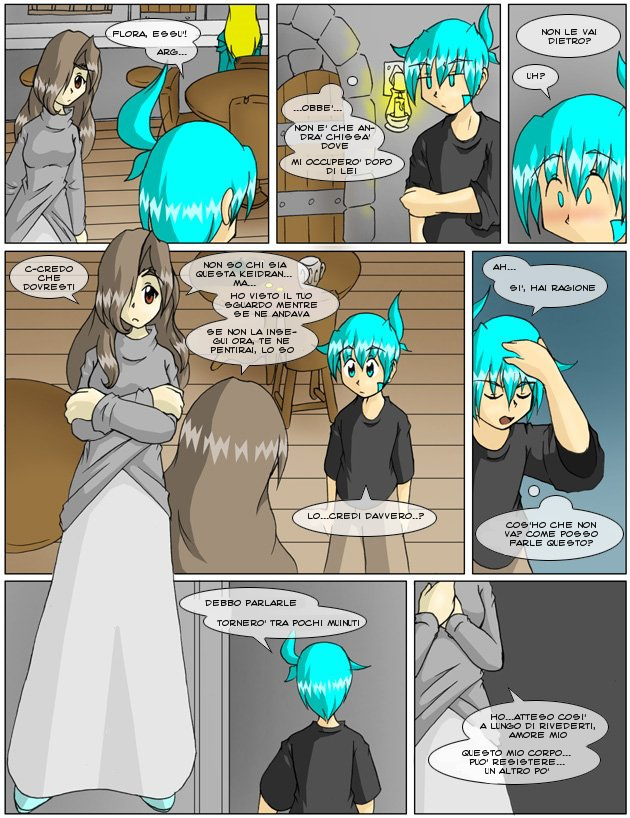 FLORA, ESSU'!
ARG...
...OBBE'...
NON E' CHE AN-
DRA' CHISSA'
DOVE
MI OCCUPERO' DOPO
DI LEI
NON LE VAI
DIETRO?
UH?
C-CREDO
CHE
DOVRESTI
NON SO CHI SIA
QUESTA KEIDRAN...
MA...
HO VISTO IL TUO
SGUARDO MENTRE
SE NE ANDAVA
SE NON LA INSE-
GUI ORA, TE NE
PENTIRAI, LO SO
LO...CREDI DAVVERO..?
AH...
SI', HAI RAGIONE
COS'HO CHE NON
VA? COME POSSO
FARLE QUESTO?
DEBBO PARLARLE
TORNERO' TRA POCHI MUINUTI
HO...ATTESO COSI'
A LUNGO DI RIVEDERTI,
AMORE MIO
QUESTO MIO CORPO...
PUO' RESISTERE...
UN ALTRO PO'